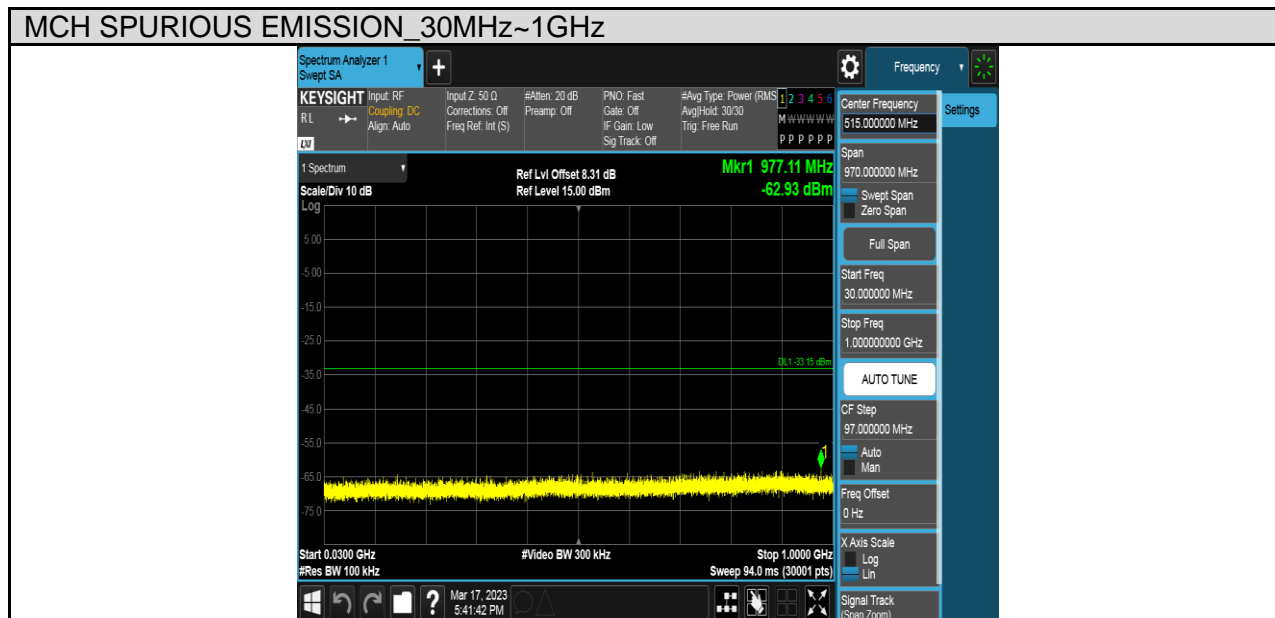 MCH SPURIOUS EMISSION_30MHz~1GHz
Spectrum Analyzer 1
Swept SA
+
Frequency
KEYSIGHT
RL
LXI
Input: RF
Coupling: DC
Align: Auto
Input Z: 50 Ω
Corrections: Off
Freq Ref: Int (S)
#Atten: 20 dB
Preamp: Off
PNO: Fast
Gate: Off
IF Gain: Low
Sig Track: Off
#Avg Type: Power (RMS
Avg|Hold: 30/30
Trig: Free Run
1 2 3 4 5 6
M W W W W W
P P P P P P
1 Spectrum
Scale/Div 10 dB
Log
Ref Lvl Offset 8.31 dB
Ref Level 15.00 dBm
Mkr1 977.11 MHz
-62.93 dBm
5.00
-5.00
-15.0
-25.0
-35.0
-45.0
-55.0
-65.0
-75.0
DL1 -33.15 dBm
1
Start 0.0300 GHz
#Res BW 100 kHz
#Video BW 300 kHz
Stop 1.0000 GHz
Sweep 94.0 ms (30001 pts)
Center Frequency
515.000000 MHz
Settings
Span
970.000000 MHz
Swept Span
Zero Span
Full Span
Start Freq
30.000000 MHz
Stop Freq
1.000000000 GHz
AUTO TUNE
CF Step
97.000000 MHz
Auto
Man
Freq Offset
0 Hz
X Axis Scale
Log
Lin
Signal Track
(Span Zoom)
?
Mar 17, 2023
5:41:42 PM